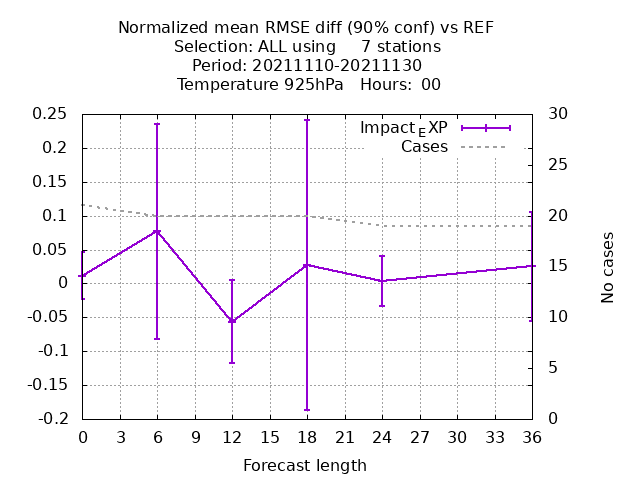 Normalized mean RMSE diff (90% conf) vs REF
Selection: ALL using 7 stations
Period: 20211110-20211130
Temperature 925hPa Hours: 00
Impact_EXP
Cases
0.25
0.2
0.15
0.1
0.05
0
-0.05
-0.1
-0.15
-0.2
30
25
20
15
10
5
0
No cases
0 3 6 9 12 15 18 21 24 27 30 33 36
Forecast length